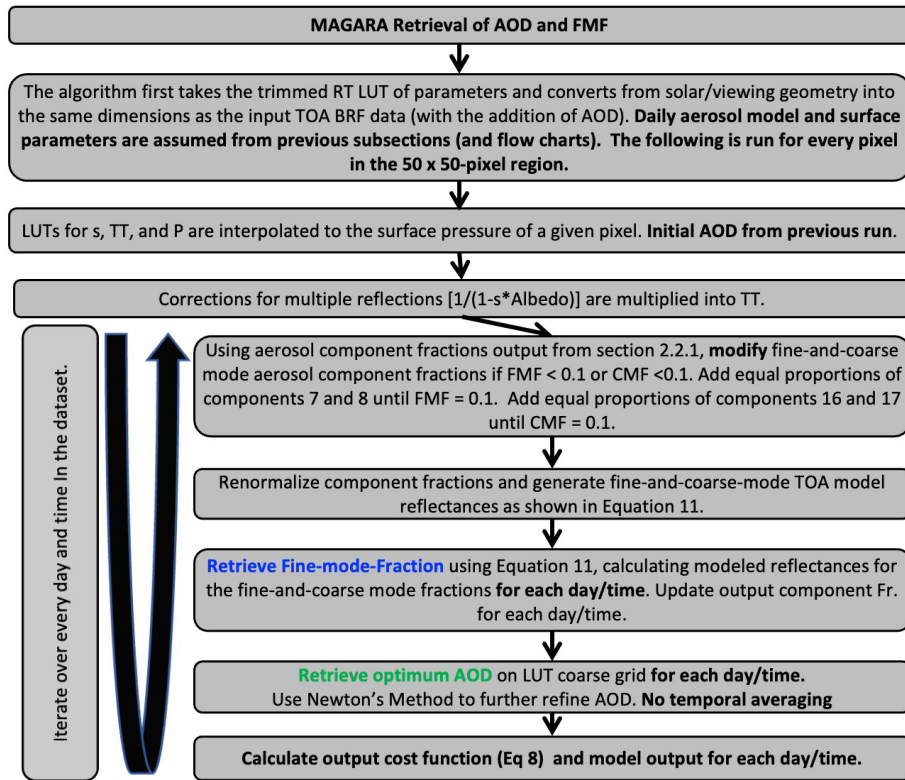 MAGARA Retrieval of AOD and FMF
The algorithm first takes the trimmed RT LUT of parameters and converts from solar/viewing geometry into
the same dimensions as the input TOA BRF data (with the addition of AOD). Daily aerosol model and surface
parameters are assumed from previous subsections (and flow charts). The following is run for every pixel
in the 50 x 50-pixel region.
LUTs for s, TT, and P are interpolated to the surface pressure of a given pixel. Initial AOD from previous run.
Corrections for multiple reflections [1/(1-s*Albedo)] are multiplied into TT.
Iterate over every day and time In the dataset.
Using aerosol component fractions output from section 2.2.1, modify fine-and-coarse
mode aerosol component fractions if FMF < 0.1 or CMF <0.1. Add equal proportions of
components 7 and 8 until FMF = 0.1. Add equal proportions of components 16 and 17
until CMF = 0.1.
Renormalize component fractions and generate fine-and-coarse-mode TOA model
reflectances as shown in Equation 11.
Retrieve Fine-mode-Fraction using Equation 11, calculating modeled reflectances for
the fine-and-coarse mode fractions for each day/time. Update output component Fr.
for each day/time.
Retrieve optimum AOD on LUT coarse grid for each day/time.
Use Newton's Method to further refine AOD. No temporal averaging
Calculate output cost function (Eq 8) and model output for each day/time.